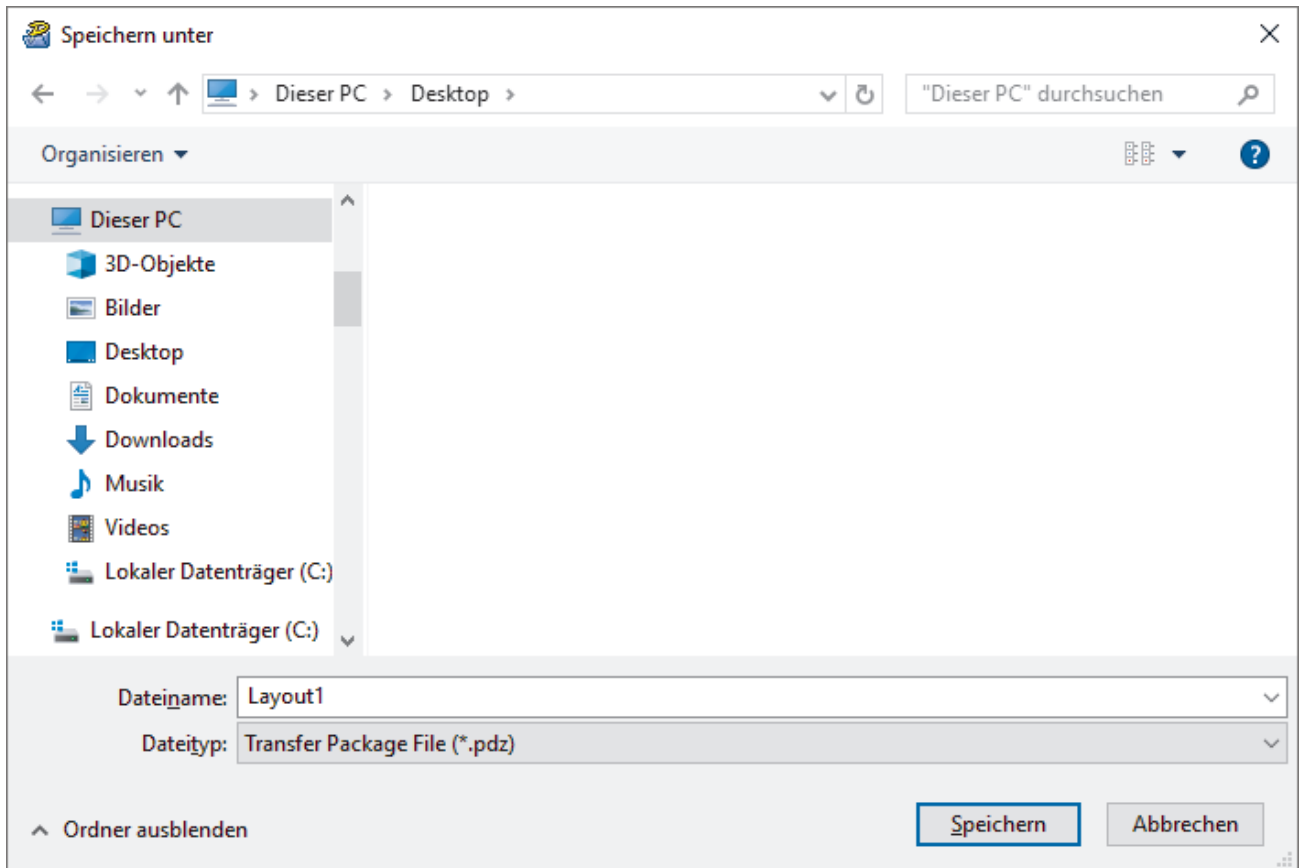 Speichern unter
Dieser PC > Desktop >
"Dieser PC" durchsuchen
Organisieren
?
Dieser PC
3D-Objekte
Bilder
Desktop
Dokumente
Downloads
Musik
Videos
Lokaler Datenträger (C:)
Lokaler Datenträger (C:)
Dateiname: Layout1
Dateityp: Transfer Package File (*.pdz)
Ordner ausblenden
Speichern
Abbrechen